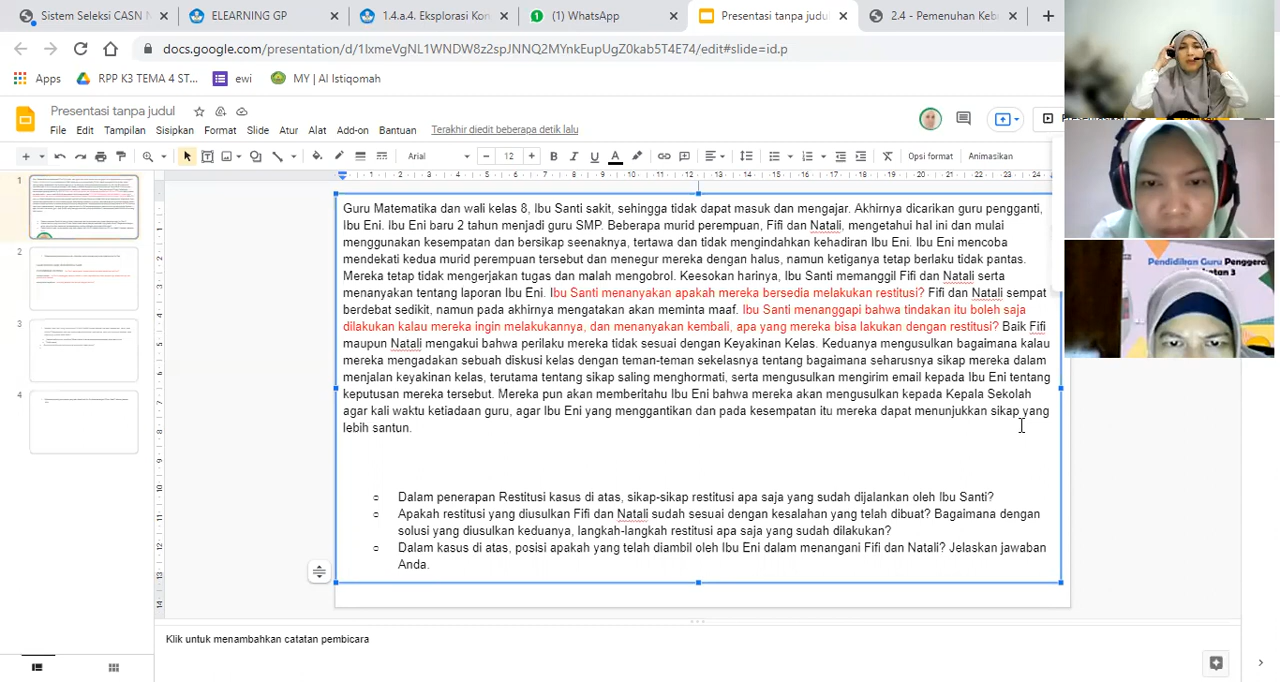 Sistem Seleksi CASN N
ELEARNING GP
1.4.a.4. Eksplorasi Kon
(1) WhatsApp
Presentasi tanpa judul
2.4 - Pemenuhan Keb
docs.google.com/presentation/d/1lxmeVgNL1WNDW8z2spJNNQ2MYnkEupUgZ0kab5T4E74/edit#slide=id.p
Apps
RPP K3 TEMA 4 ST...
ewi
MY | Al Istiqomah
Presentasi tanpa judul
File Edit Tampilan Sisipkan Format Slide Atur Alat Add-on Bantuan Terakhir diedit beberapa detik lalu
Arial
12
Opsi format
Animasikan
Guru Matematika dan wali kelas 8, Ibu Santi sakit, sehingga tidak dapat masuk dan mengajar. Akhirnya dicarikan guru pengganti,
Ibu Eni. Ibu Eni baru 2 tahun menjadi guru SMP. Beberapa murid perempuan, Fifi dan Natali, mengetahui hal ini dan mulai
menggunakan kesempatan dan bersikap seenaknya, tertawa dan tidak mengindahkan kehadiran Ibu Eni. Ibu Eni mencoba
mendekati kedua murid perempuan tersebut dan menegur mereka dengan halus, namun ketiganya tetap berlaku tidak pantas.
Mereka tetap tidak mengerjakan tugas dan malah mengobrol. Keesokan harinya, Ibu Santi memanggil Fifi dan Natali serta
menanyakan tentang laporan Ibu Eni. Ibu Santi menanyakan apakah mereka bersedia melakukan restitusi? Fifi dan Natali sempat
berdebat sedikit, namun pada akhirnya mengatakan akan meminta maaf. Ibu Santi menanggapi bahwa tindakan itu boleh saja
dilakukan kalau mereka ingin melakukannya, dan menanyakan kembali, apa yang mereka bisa lakukan dengan restitusi? Baik Fifi
maupun Natali mengakui bahwa perilaku mereka tidak sesuai dengan Keyakinan Kelas. Keduanya mengusulkan bagaimana kalau
mereka mengadakan sebuah diskusi kelas dengan teman-teman sekelasnya tentang bagaimana seharusnya sikap mereka dalam
menjalan keyakinan kelas, terutama tentang sikap saling menghormati, serta mengusulkan mengirim email kepada Ibu Eni tentang
keputusan mereka tersebut. Mereka pun akan memberitahu Ibu Eni bahwa mereka akan mengusulkan kepada Kepala Sekolah
agar kali waktu ketiadaan guru, agar Ibu Eni yang menggantikan dan pada kesempatan itu mereka dapat menunjukkan sikap yang
lebih santun.
Dalam penerapan Restitusi kasus di atas, sikap-sikap restitusi apa saja yang sudah dijalankan oleh Ibu Santi?
Apakah restitusi yang diusulkan Fifi dan Natali sudah sesuai dengan kesalahan yang telah dibuat? Bagaimana dengan
solusi yang diusulkan keduanya, langkah-langkah restitusi apa saja yang sudah dilakukan?
Dalam kasus di atas, posisi apakah yang telah diambil oleh Ibu Eni dalam menangani Fifi dan Natali? Jelaskan jawaban
Anda.
Klik untuk menambahkan catatan pembicara
1
2
3
4
Pendidikan Guru Pengger